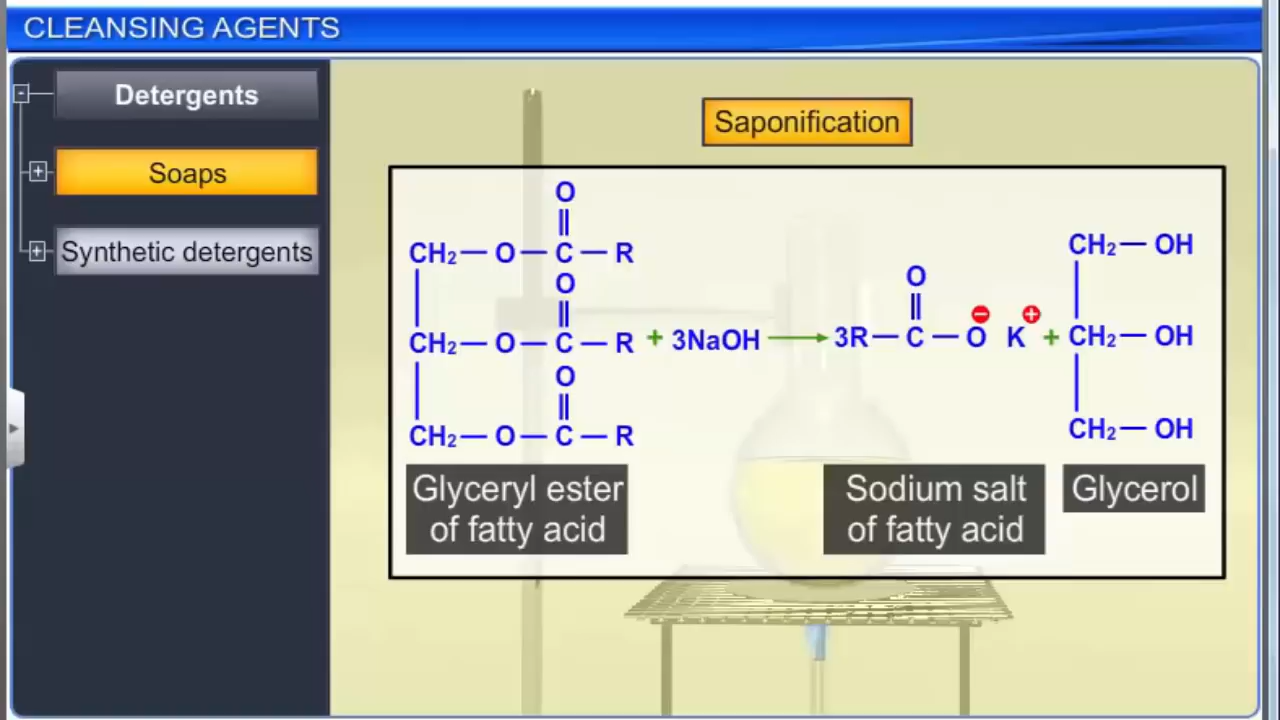 CLEANSING AGENTS
- Detergents
+ Soaps
+ Synthetic detergents
Saponification
O
||
CH₂— O — C — R
|
O
||
CH₂— O — C — R + 3NaOH → 3R — C — O⊖ K⊕ + CH₂— OH
|
O
||
CH₂— O — C — R
O
||
CH₂— OH
|
|
CH₂— OH
Glyceryl ester
of fatty acid
Sodium salt
of fatty acid
Glycerol